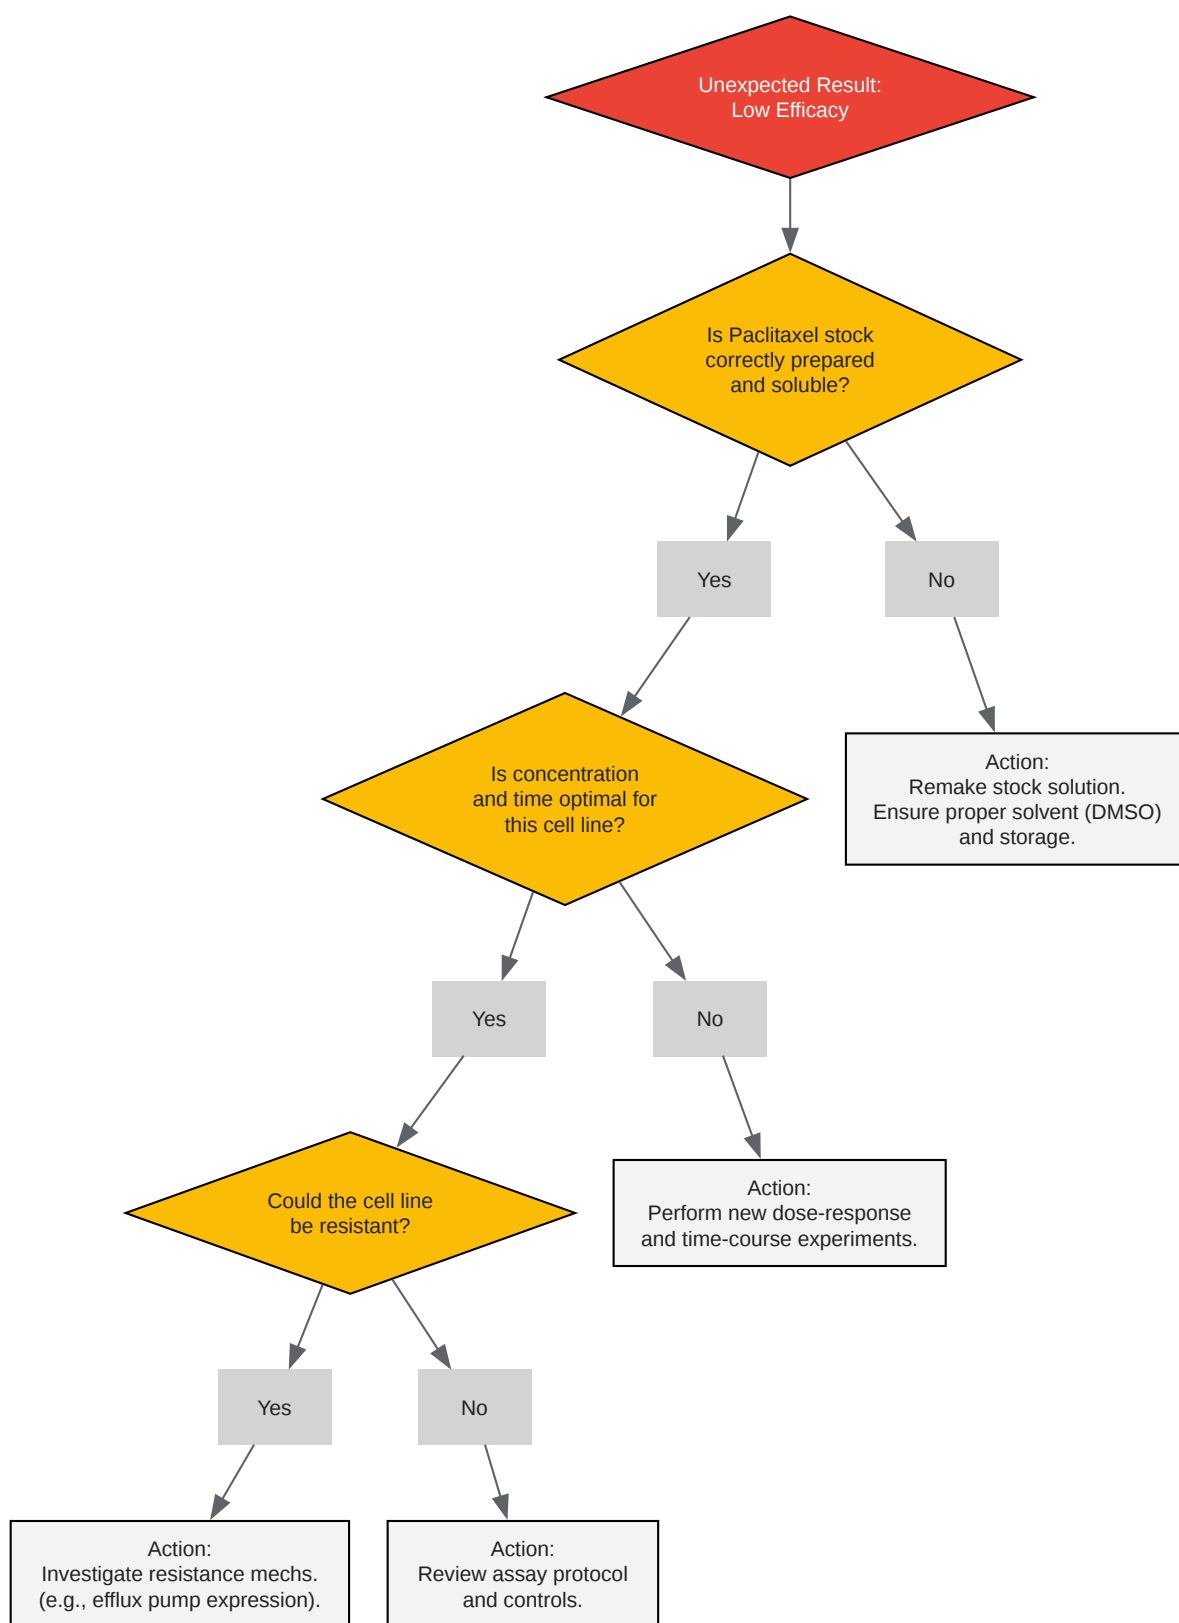 Unexpected Result:
Low Efficacy
Is Paclitaxel stock
correctly prepared
and soluble?
Yes
No
Action:
Remake stock solution.
Ensure proper solvent (DMSO)
and storage.
Is concentration
and time optimal for
this cell line?
Yes
No
Action:
Perform new dose-response
and time-course experiments.
Could the cell line
be resistant?
Yes
No
Action:
Investigate resistance mechs.
(e.g., efflux pump expression).
Action:
Review assay protocol
and controls.